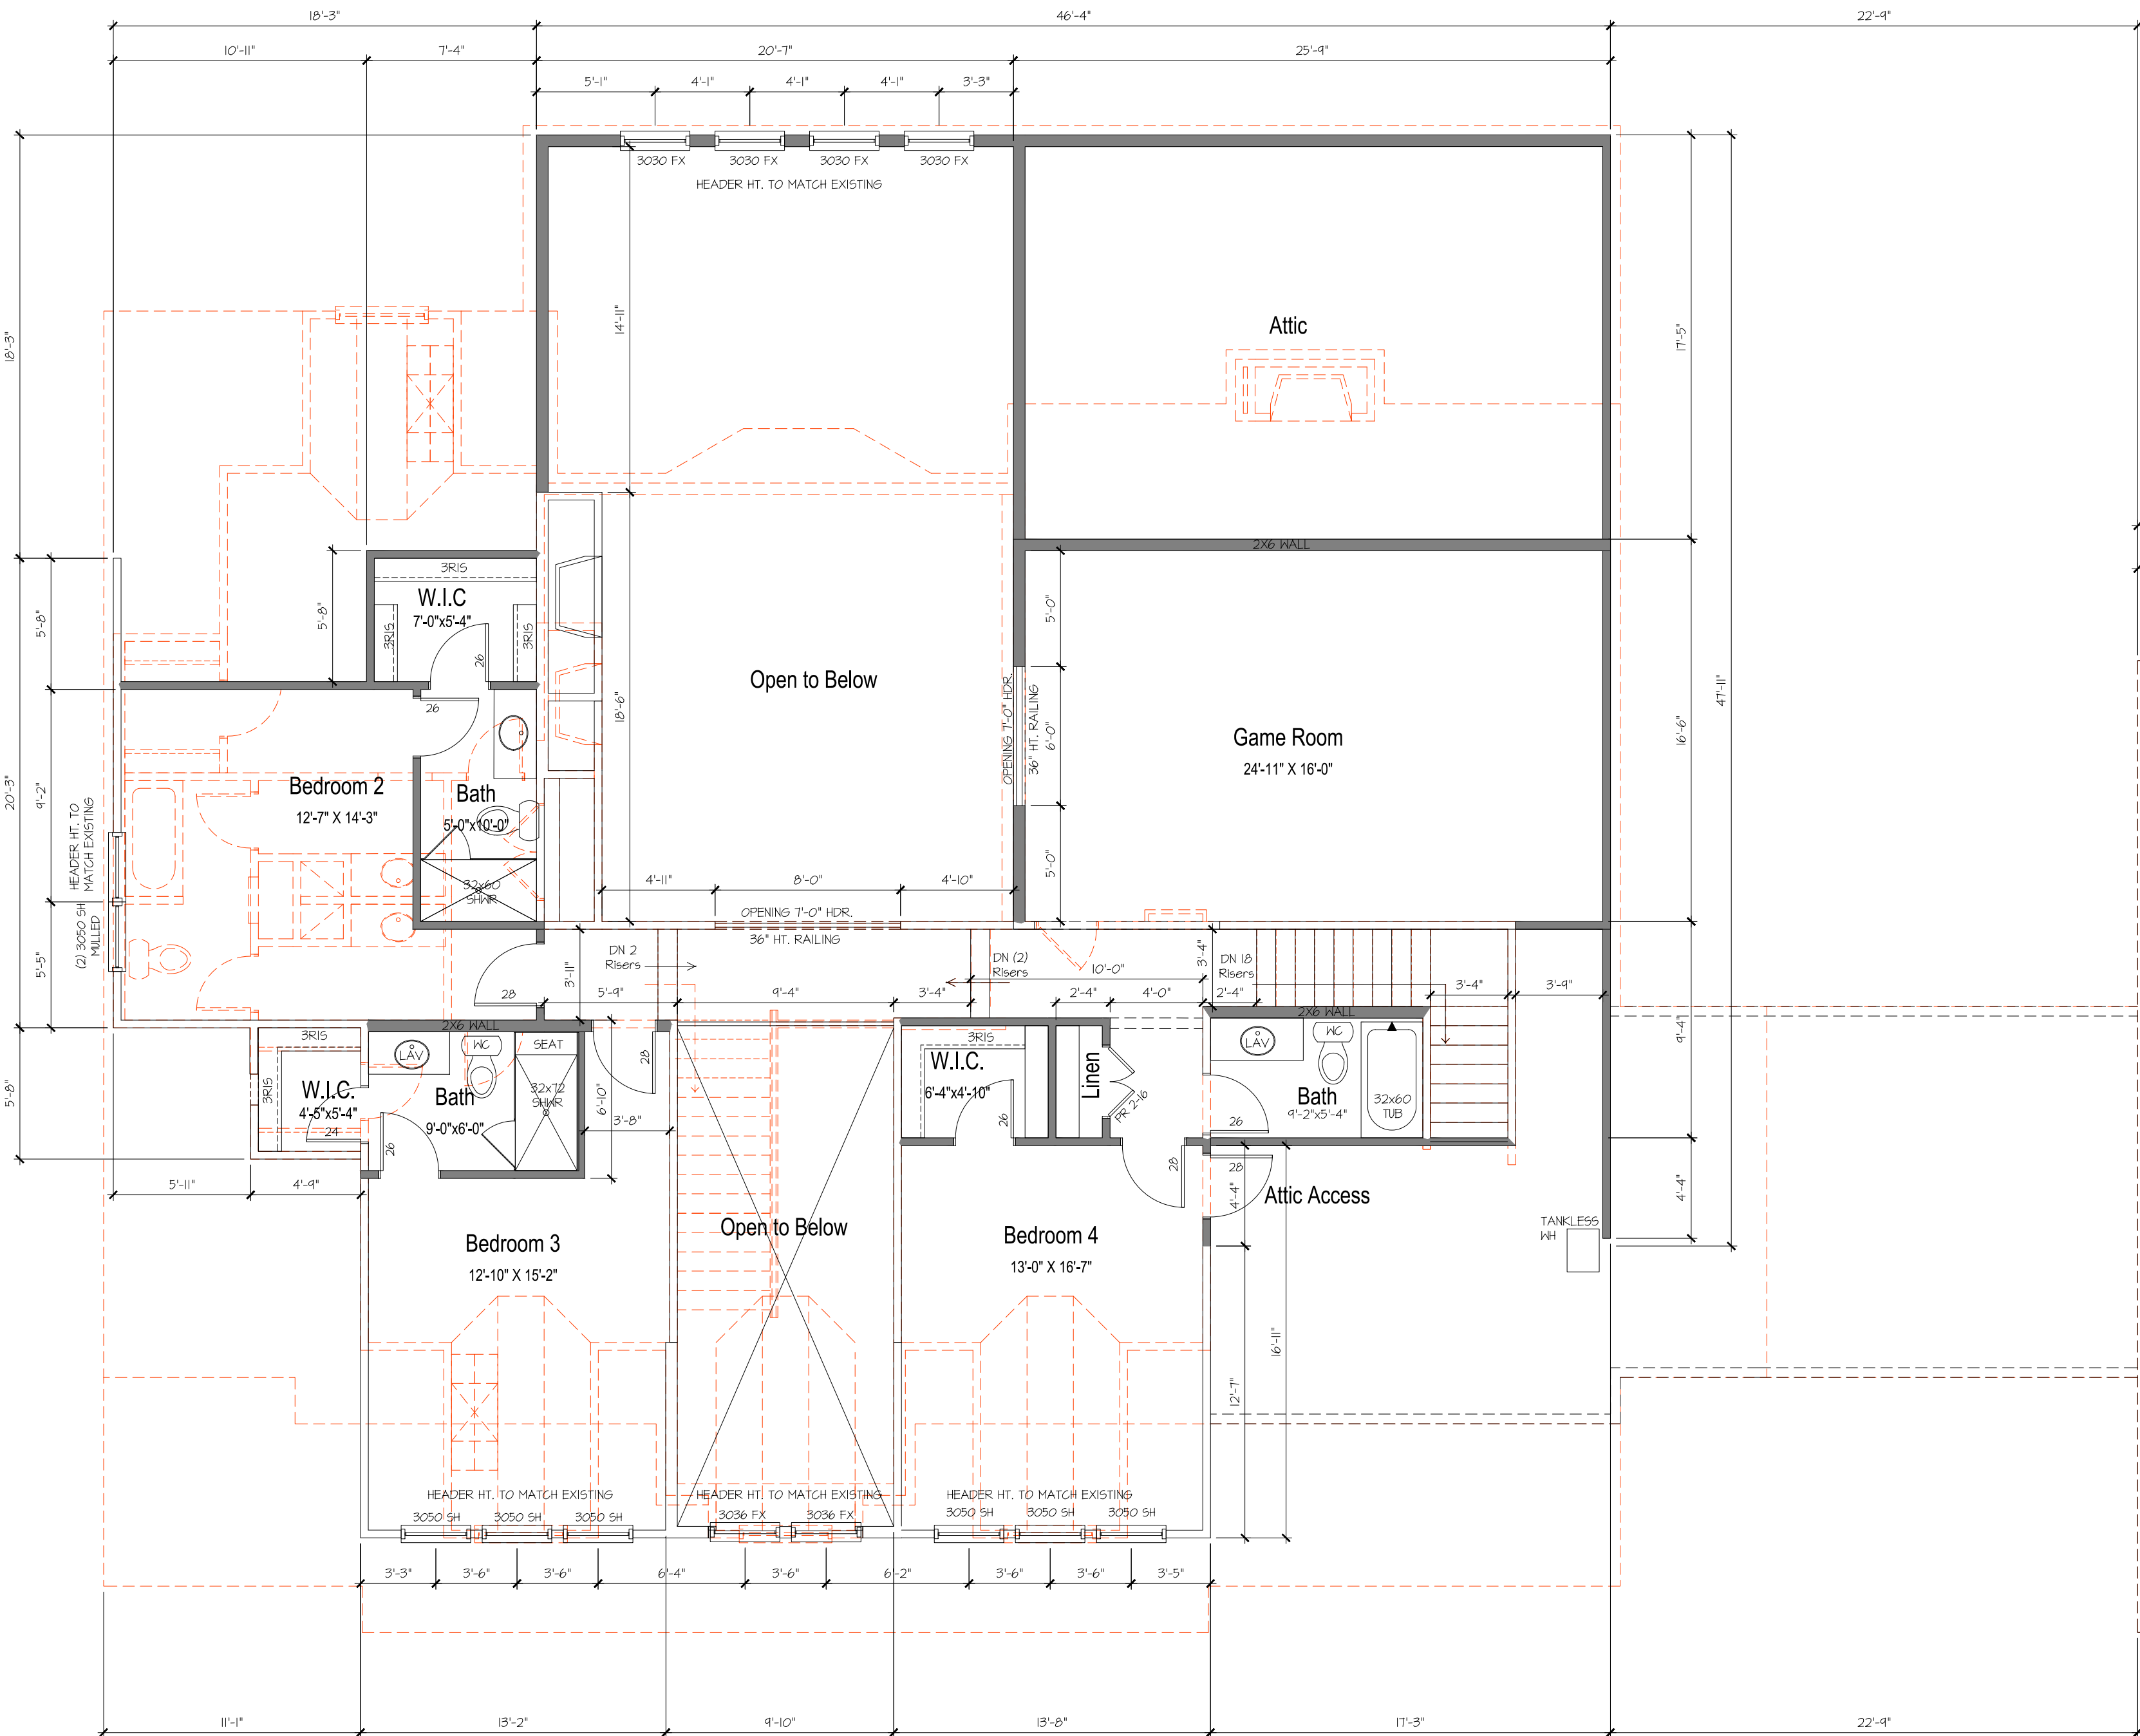 18'-3"
46'-4"
22'-9"
10'-11"
7'-4"
20'-7"
25'-9"
5'-1"
4'-1"
4'-1"
4'-1"
3'-3"
3030 FX
3030 FX
3030 FX
3030 FX
HEADER HT. TO MATCH EXISTING
18'-3"
14'-11"
Attic
17'-5"
2X6 WALL
3RIS
W.I.C
7'-0"x5'-4"
3RIS
3RIS
26
5'-8"
5'-8"
5'-0"
26
18'-6"
Open to Below
OPENING 7'-0" HDR.
36" HT. RAILING
6'-0"
Game Room
24'-11" X 16'-0"
16'-6"
47'-11"
20'-3"
9'-2"
HEADER HT. TO
MATCH EXISTING
Bedroom 2
12'-7" X 14'-3"
Bath
5'-0"x10'-0"
32x60
SHWR
5'-0"
4'-11"
8'-0"
4'-10"
OPENING 7'-0" HDR.
36" HT. RAILING
(2) 3050 SH
MULLED
5'-5"
28
3'-11"
DN 2
Risers
DN (2)
Risers
10'-0"
3'-4"
DN 18
Risers
5'-9"
9'-4"
3'-4"
2'-4"
4'-0"
2'-4"
3'-4"
3'-9"
2X6 WALL
2X6 WALL
9'-4"
5'-8"
3RIS
3RIS
W.I.C.
4'-5"x5'-4"
24
LAV
WC
SEAT
Bath
9'-0"x6'-0"
26
32x72
SHWR
28
6'-10"
3'-8"
3RIS
W.I.C.
6'-4"x4'-10"
26
Linen
PR 2-16
LAV
WC
Bath
9'-2"x5'-4"
32x60
TUB
26
28
28
4'-4"
Attic Access
4'-4"
5'-11"
4'-9"
TANKLESS
WH
Bedroom 3
12'-10" X 15'-2"
Open to Below
Bedroom 4
13'-0" X 16'-7"
12'-7"
16'-11"
HEADER HT. TO MATCH EXISTING
HEADER HT. TO MATCH EXISTING
HEADER HT. TO MATCH EXISTING
3050 SH
3050 SH
3050 SH
3036 FX
3036 FX
3050 SH
3050 SH
3050 SH
3'-3"
3'-6"
3'-6"
6'-4"
3'-6"
6'-2"
3'-6"
3'-6"
3'-5"
11'-1"
13'-2"
9'-10"
13'-8"
17'-3"
22'-9"